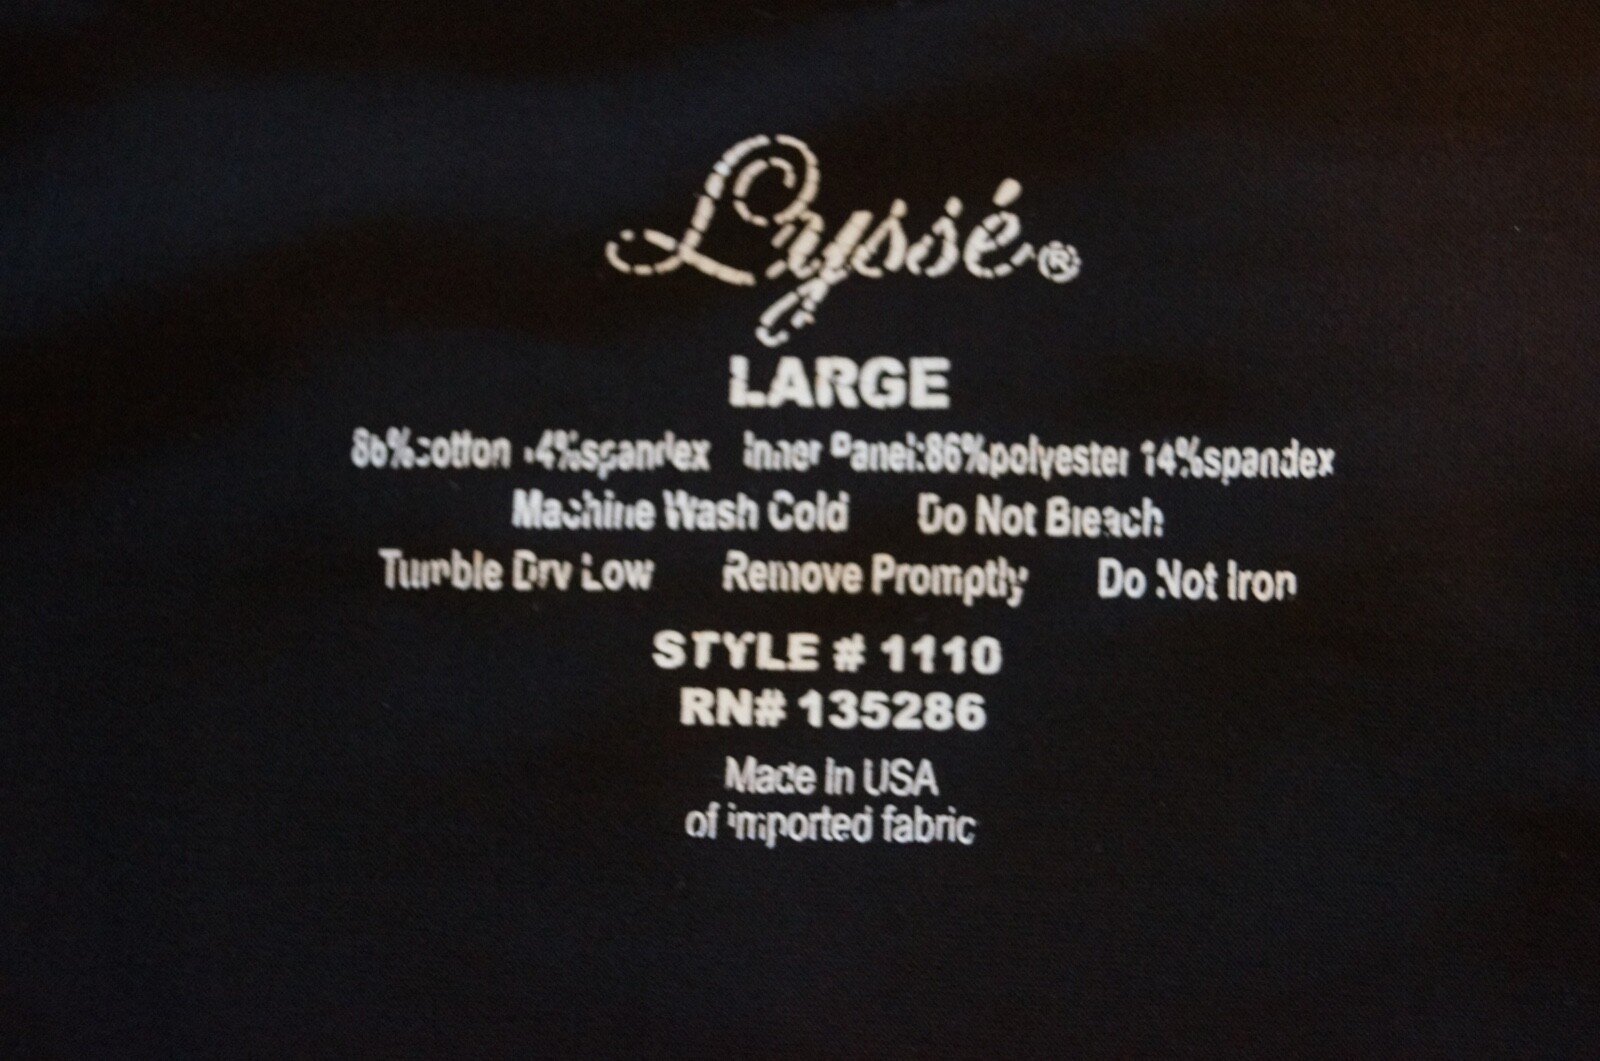 Lyssé®
LARGE
86%cotton 14%spandex Inner Panel:86%polyester 14%spandex
Machine Wash Cold Do Not Bleach
Tumble Dry Low Remove Promptly Do Not Iron
STYLE # 1110
RN# 135286
Made In USA
of imported fabric